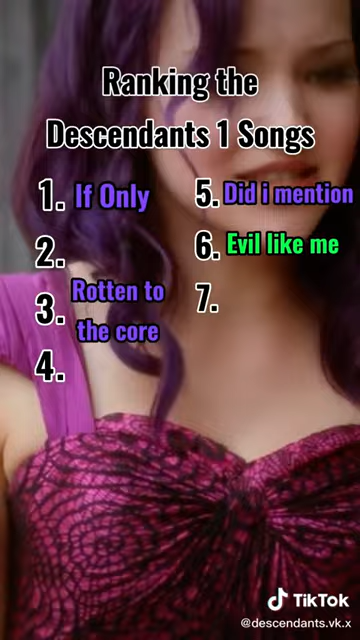 Ranking the
Descendants 1 Songs
1. If Only
2.
3. Rotten to
the core
4.
5. Did i mention
6. Evil like me
7.
TikTok
@descendants.vk.x